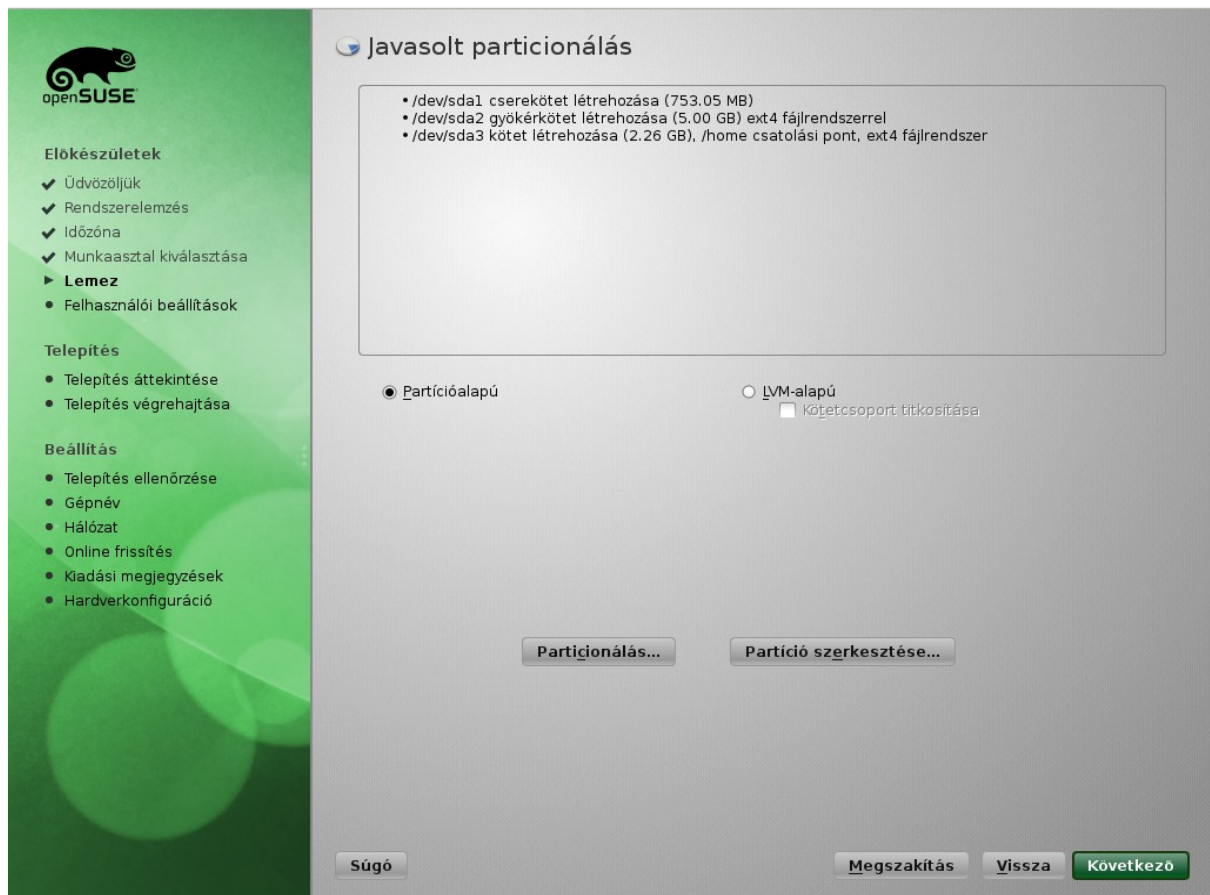 openSUSE
Előkészületek
Üdvözöljük
Rendszerelemzés
Időzóna
Munkaasztal kiválasztása
Lemez
Felhasználói beállítások
Telepítés
Telepítés áttekintése
Telepítés végrehajtása
Beállítás
Telepítés ellenőrzése
Gépnév
Hálózat
Online frissítés
Kiadási megjegyzések
Hardverkonfiguráció
Javasolt particionálás
• /dev/sda1 cserekötet létrehozása (753.05 MB)
• /dev/sda2 gyökérkötet létrehozása (5.00 GB) ext4 fájlrendszerrel
• /dev/sda3 kötet létrehozása (2.26 GB), /home csatolási pont, ext4 fájlrendszer
Partícióalapú
LVM-alapú
Kötetcsoport titkosítása
Particionálás...
Partíció szerkesztése...
Súgó
Megszakítás
Vissza
Következő